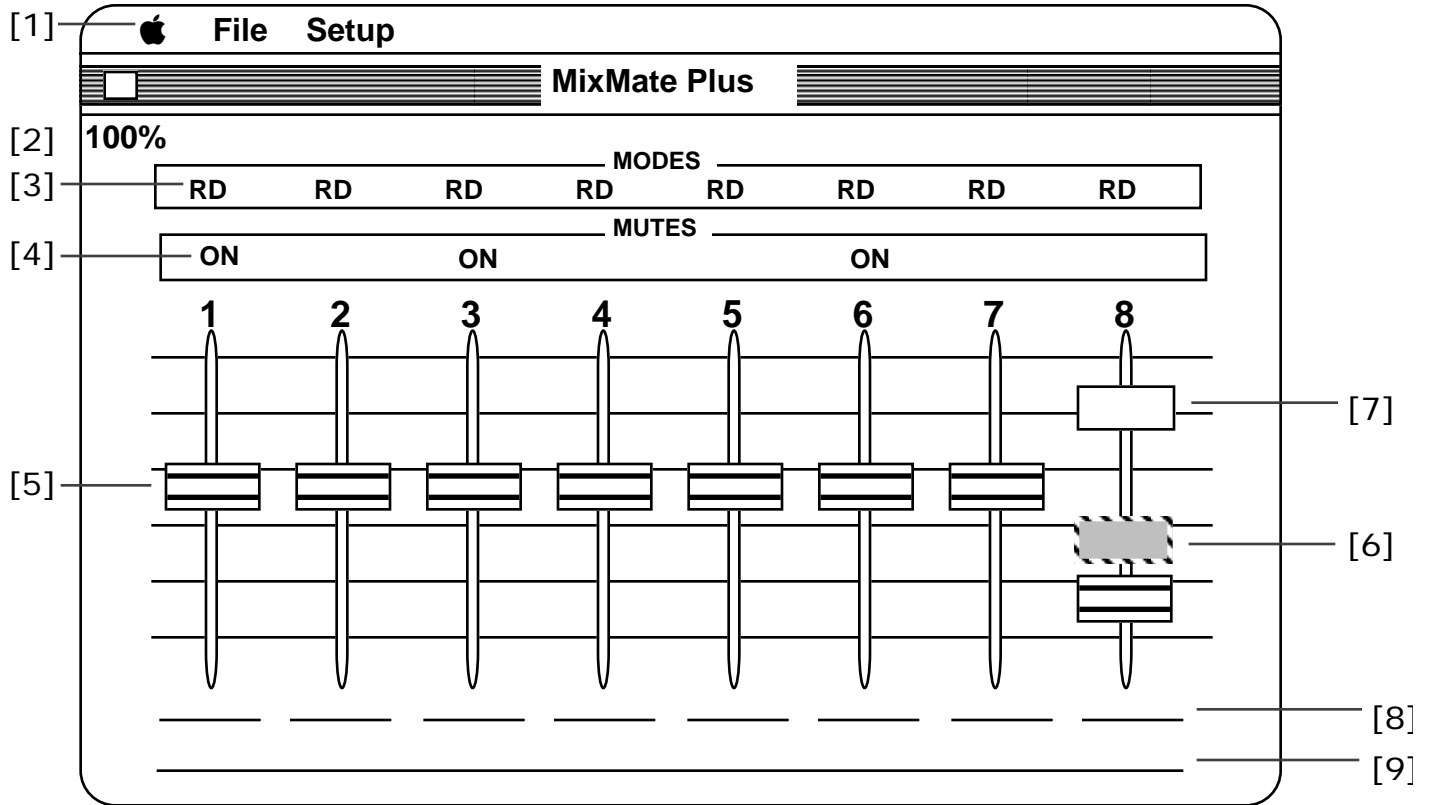 [1] File Setup
MixMate Plus
[2] 100%
MODES
[3] RD RD RD RD RD RD RD RD
MUTES
[4] ON ON ON
1 2 3 4 5 6 7 8
[7]
[5]
[6]
[8]
[9]